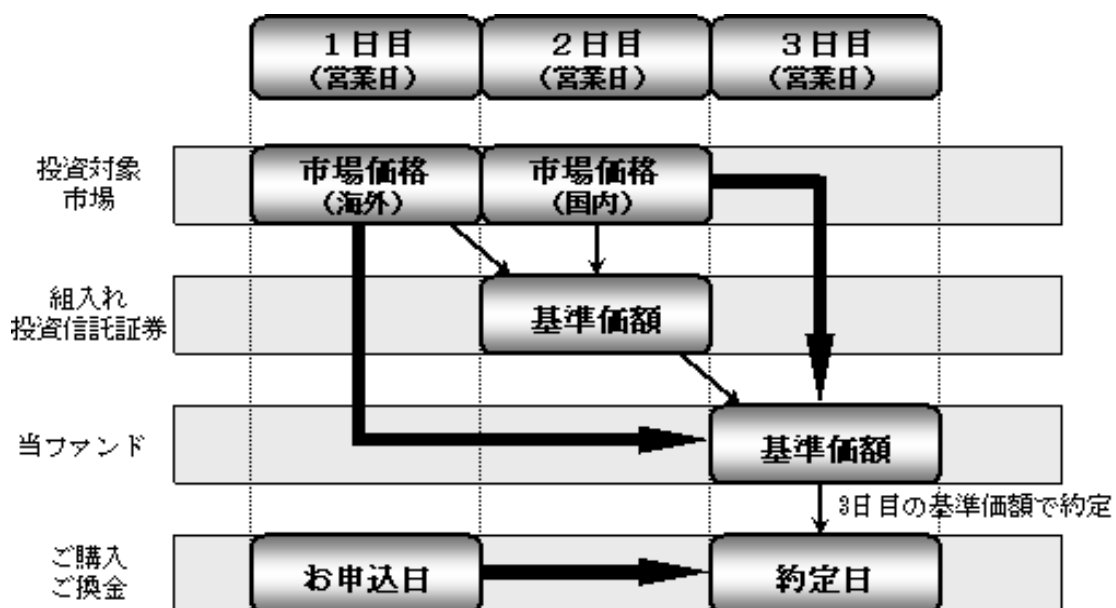 1日目
(営業日)
2日目
(営業日)
3日目
(営業日)
投資対象
市場
市場価格
(海外)
市場価格
(国内)
組入れ
投資信託証券
基準価額
当ファンド
基準価額
3日目の基準価額で約定
ご購入
ご換金
お申込日
約定日